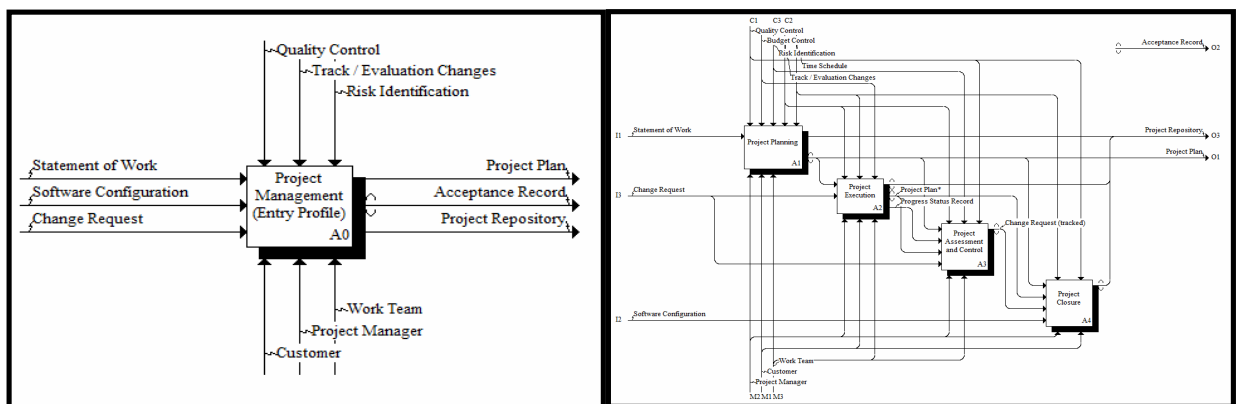 Quality Control
Track / Evaluation Changes
Risk Identification
Statement of Work
Software Configuration
Change Request
Project
Management
(Entry Profile)
A0
Project Plan
Acceptance Record
Project Repository
Work Team
Project Manager
Customer
C1 C3 C2
Quality Control
Budget Control
Risk Identification
Time Schedule
Track / Evaluation Changes
Acceptance Record
O2
I1 Statement of Work
Project Planning
A1
Project Repository
O3
Project Plan
O1
I3 Change Request
Project
Execution
A2
Project Plan*
Progress Status Record
Project
Assessment
and Control
A3
Change Request (tracked)
Project
Closure
A4
I2 Software Configuration
Work Team
Customer
Project Manager
M2 M1 M3